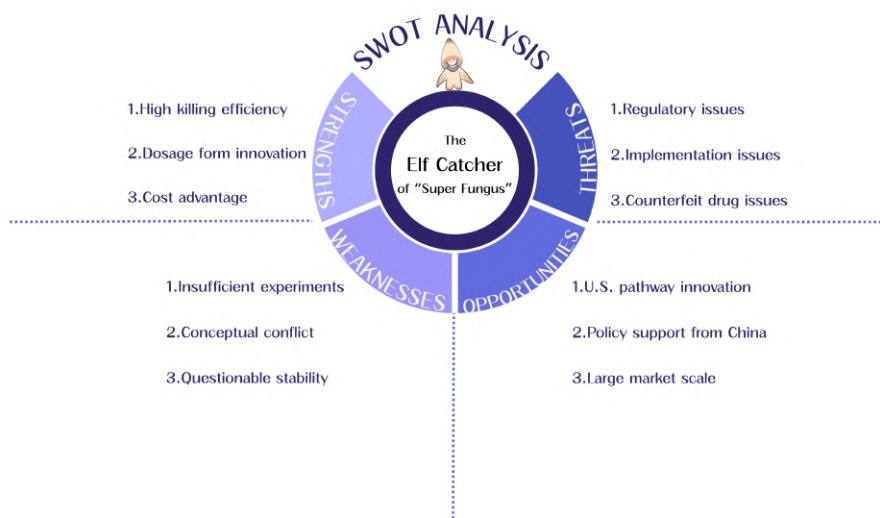 SWOT ANALYSIS
STRENGTHS
1.High killing efficiency
2.Dosage form innovation
3.Cost advantage
The
Elf Catcher
of "Super Fungus"
THREATS
1.Regulatory issues
2.Implementation issues
3.Counterfeit drug issues
WEAKNESSES
1.Insufficient experiments
2.Conceptual conflict
3.Questionable stability
OPPORTUNITIES
1.U.S. pathway innovation
2.Policy support from China
3.Large market scale